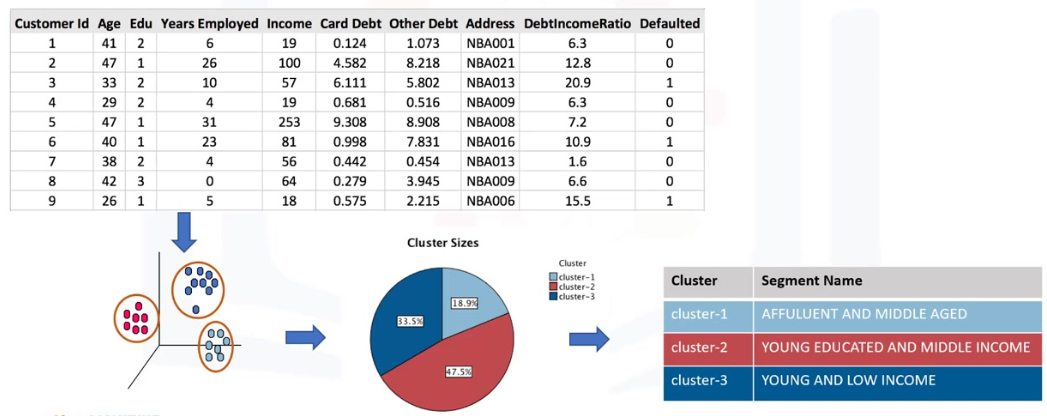 Customer Id Age Edu Years Employed Income Card Debt Other Debt Address DebtIncomeRatio Defaulted
1 41 2 6 19 0.124 1.073 NBA001 6.3 0
2 47 1 26 100 4.582 8.218 NBA021 12.8 0
3 33 2 10 57 6.111 5.802 NBA013 20.9 1
4 29 2 4 19 0.681 0.516 NBA009 6.3 0
5 47 1 31 253 9.308 8.908 NBA008 7.2 0
6 40 1 23 81 0.998 7.831 NBA016 10.9 1
7 38 2 4 56 0.442 0.454 NBA013 1.6 0
8 42 3 0 64 0.279 3.945 NBA009 6.6 0
9 26 1 5 18 0.575 2.215 NBA006 15.5 1
Cluster Sizes
Cluster
cluster-1
cluster-2
cluster-3
18.9%
33.5%
47.5%
Cluster Segment Name
cluster-1 AFFULUENT AND MIDDLE AGED
cluster-2 YOUNG EDUCATED AND MIDDLE INCOME
cluster-3 YOUNG AND LOW INCOME